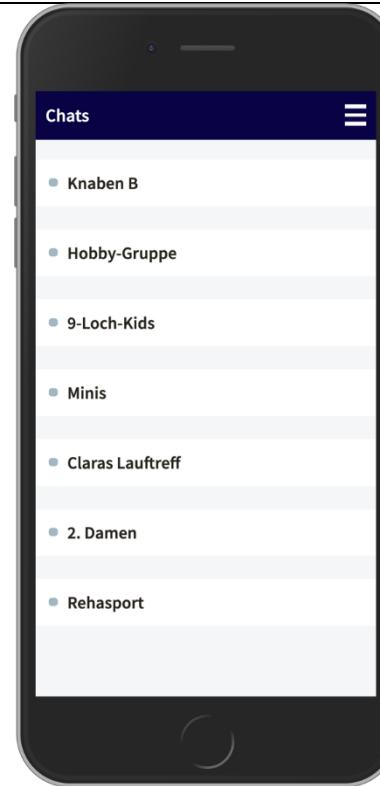 Chats
Knaben B
Hobby-Gruppe
9-Loch-Kids
Minis
Claras Lauftreff
2. Damen
Rehasport